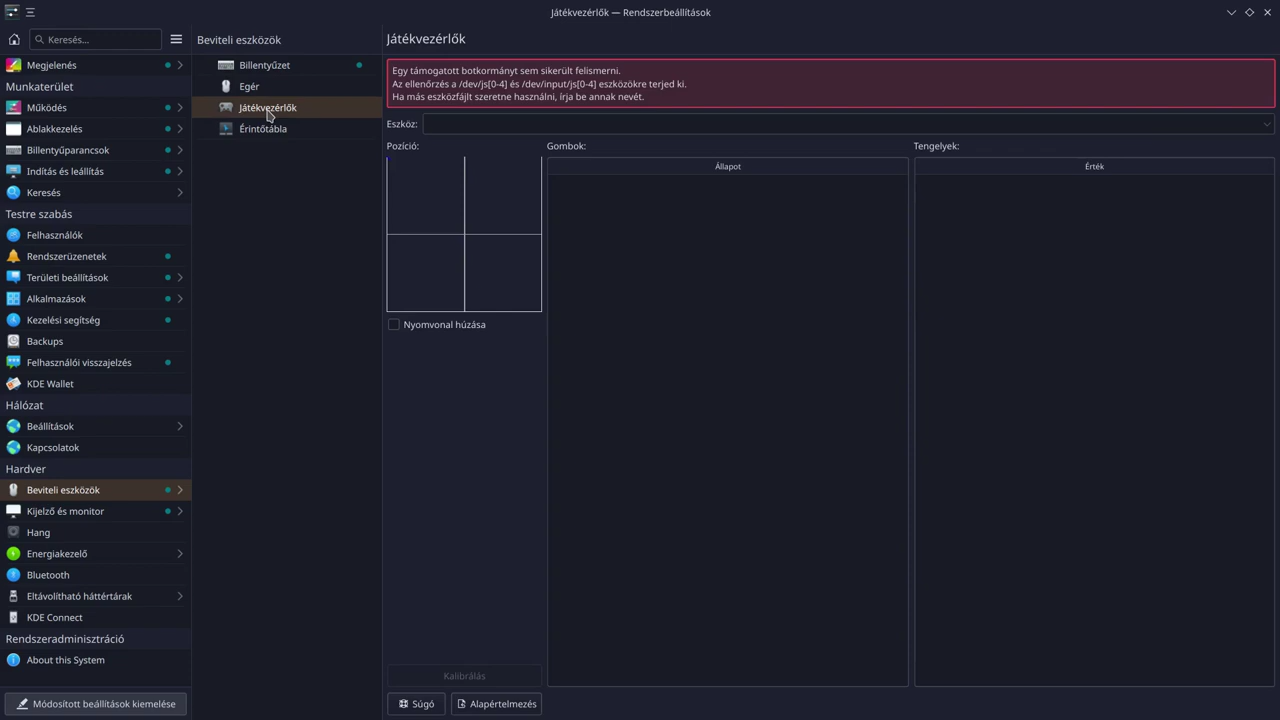 Játékvezérlők — Rendszerbeállítások
Keresés...
Megjelenés
Munkaterület
Működés
Ablakkezelés
Billentyűparancsok
Indítás és leállítás
Keresés
Testre szabás
Felhasználók
Rendszerüzenetek
Területi beállítások
Alkalmazások
Kezelési segítség
Backups
Felhasználói visszajelzés
KDE Wallet
Hálózat
Beállítások
Kapcsolatok
Hardver
Beviteli eszközök
Kijelző és monitor
Hang
Energiakezelő
Bluetooth
Eltávolítható háttértárak
KDE Connect
Rendszeradminisztráció
About this System
Módosított beállítások kiemelése
Beviteli eszközök
Billentyűzet
Egér
Játékvezérlők
Érintőtábla
Játékvezérlők
Egy támogatott botkormányt sem sikerült felismerni.
Az ellenőrzés a /dev/js[0-4] és /dev/input/js[0-4] eszközökre terjed ki.
Ha más eszközfájlt szeretne használni, írja be annak nevét.
Eszköz:
Pozíció:
Gombok:
Tengelyek:
Állapot
Érték
Nyomvonal húzása
Kalibrálás
Súgó
Alapértelmezés